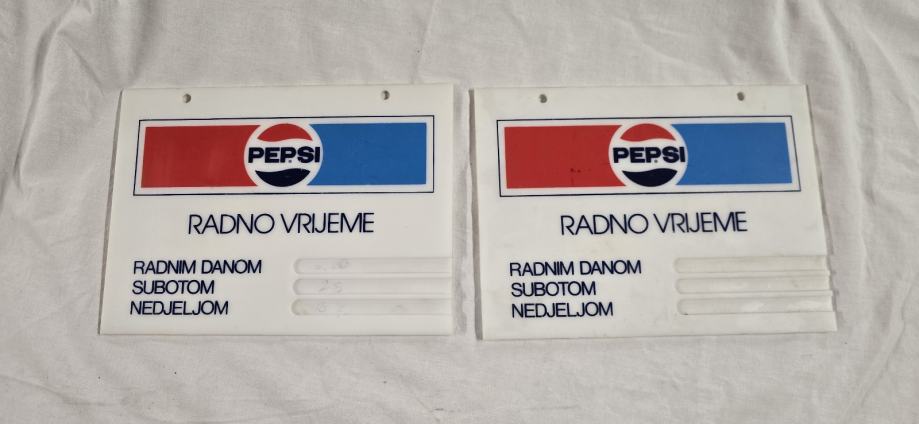 PEPSI
RADNO VRIJEME
RADNIM DANOM
SUBOTOM
NEDJELJOM
PEPSI
RADNO VRIJEME
RADNIM DANOM
SUBOTOM
NEDJELJOM